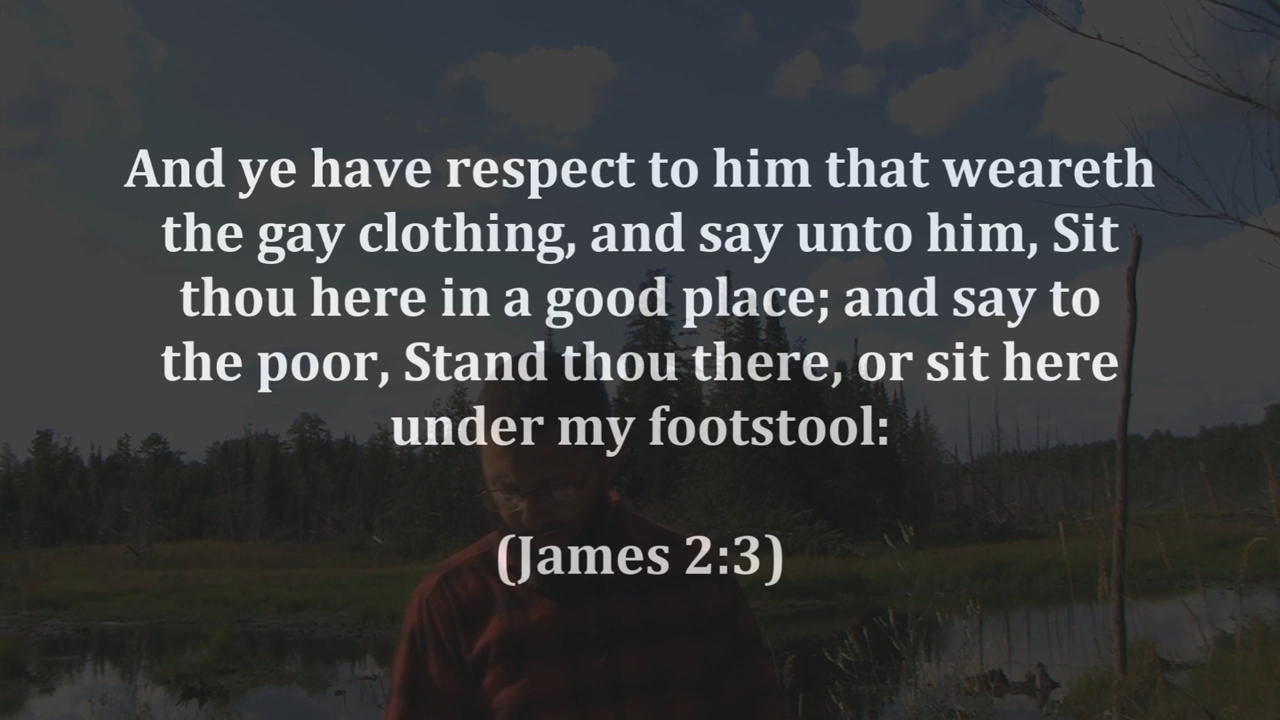 And ye have respect to him that weareth
the gay clothing, and say unto him, Sit
thou here in a good place; and say to
the poor, Stand thou there, or sit here
under my footstool:
(James 2:3)